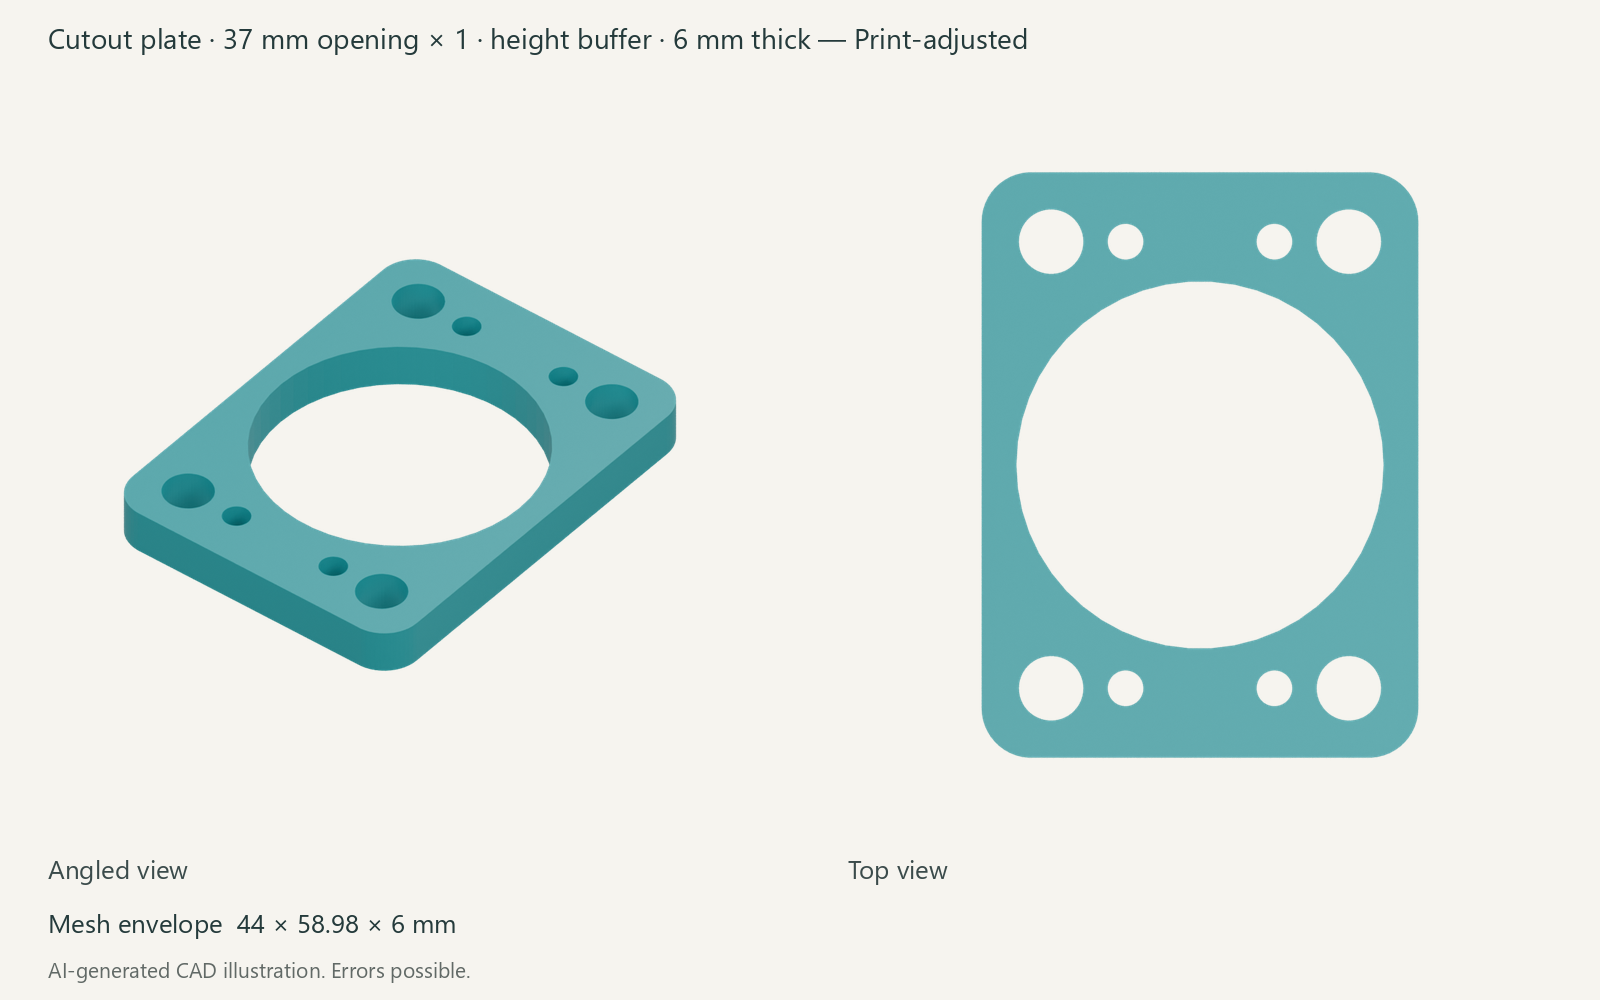 Cutout plate · 37 mm opening × 1 · height buffer · 6 mm thick — Print-adjusted
Angled view
Top view
Mesh envelope 44 × 58.98 × 6 mm
AI-generated CAD illustration. Errors possible.